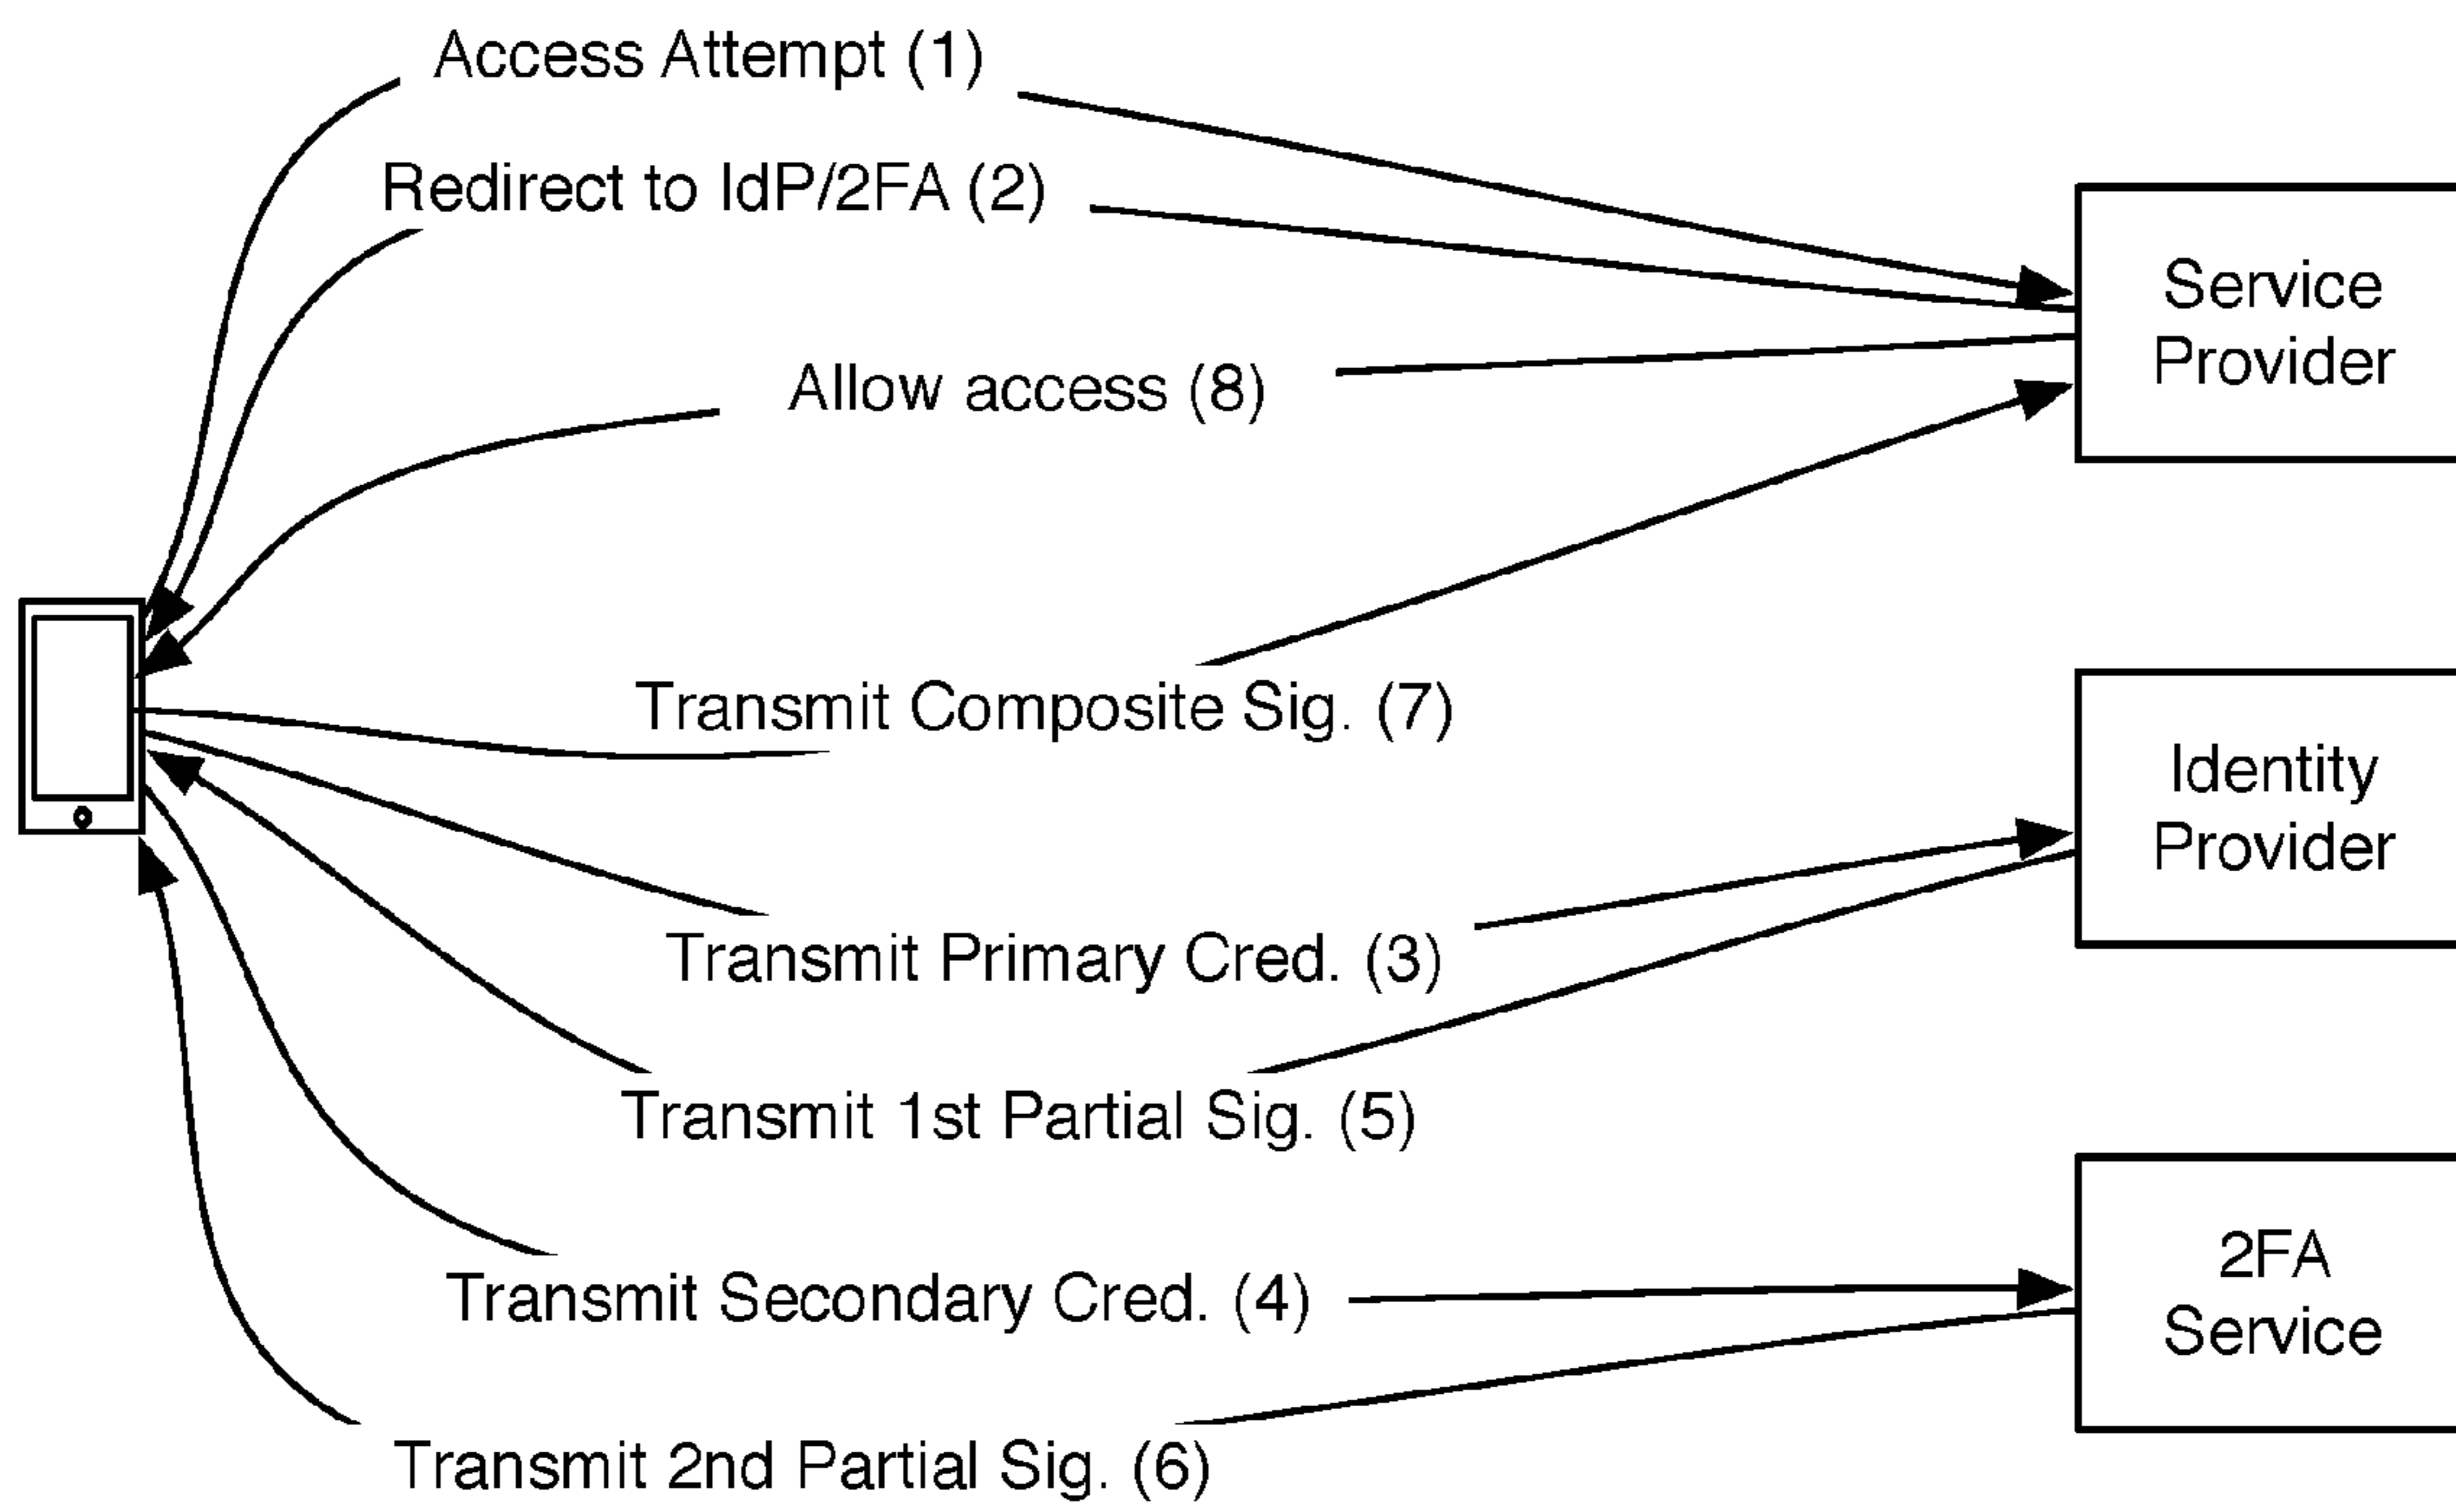 Access Attempt (1)
Redirect to IdP/2FA (2)
Allow access (8)
Transmit Composite Sig. (7)
Transmit Primary Cred. (3)
Transmit 1st Partial Sig. (5)
Transmit Secondary Cred. (4)
Transmit 2nd Partial Sig. (6)
Service
Provider
Identity
Provider
2FA
Service